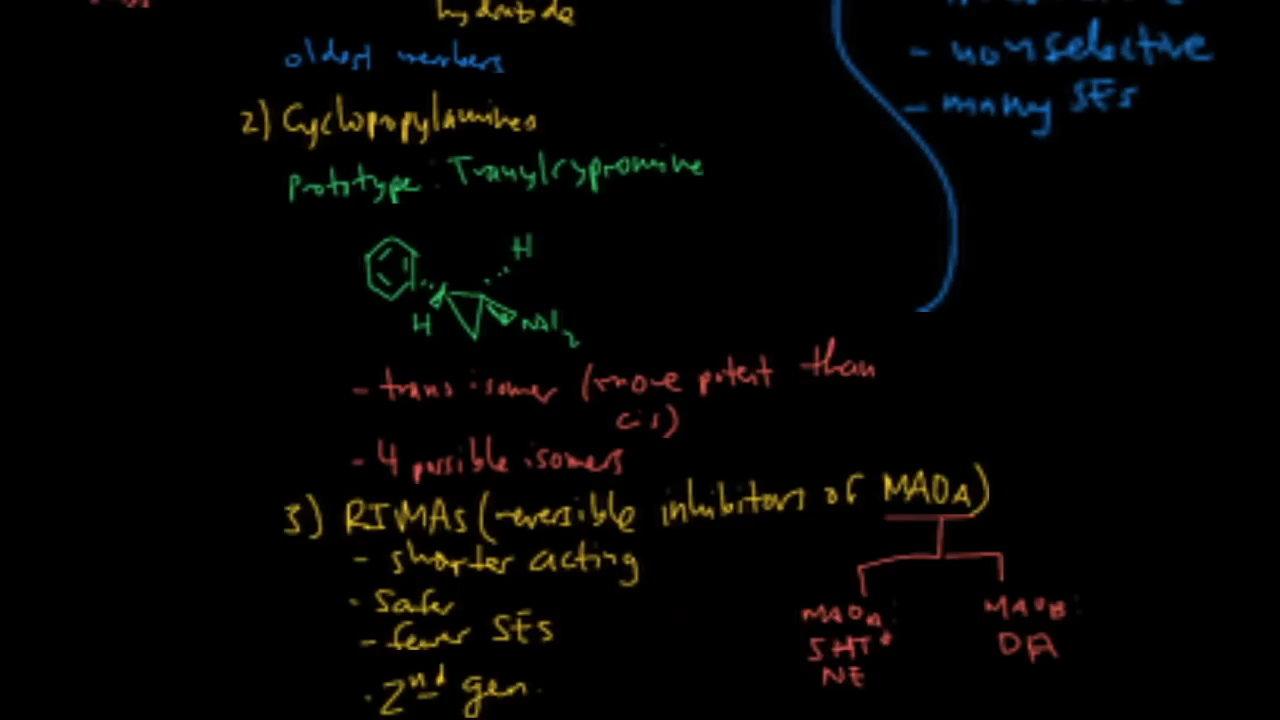 hydrazide
oldest members
- nonselective
- many SEs
2) Cyclopropylamines
Prototype: Tranylcypromine
H
H
NH2
- trans isomer (more potent than
cis)
- 4 possible isomers
3) RIMAs (reversible inhibitors of MAOA)
- shorter acting
- safer
- fewer SEs
- 2nd gen.
MAOA:
5HT*
NE
MAOB:
DA